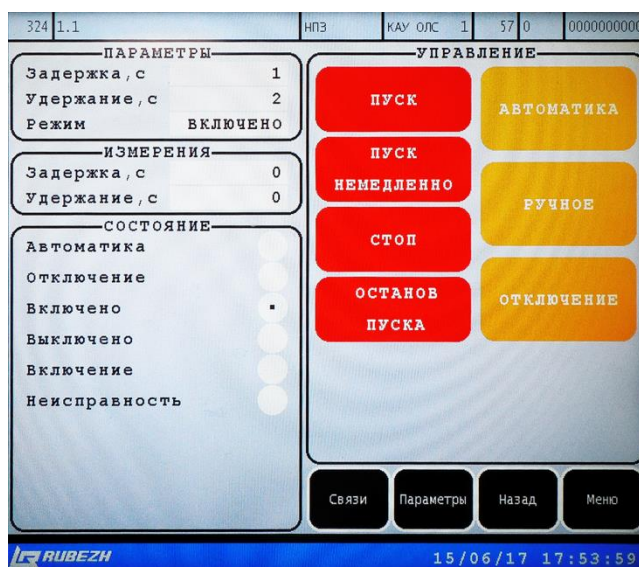 324 1.1 НПЗ КАУ ОЛС 1 57 0 0000000000
ПАРАМЕТРЫ
Задержка,с 1
Удержание,с 2
Режим ВКЛЮЧЕНО
ИЗМЕРЕНИЯ
Задержка,с 0
Удержание,с 0
СОСТОЯНИЕ
Автоматика
Отключение
Включено
Выключено
Включение
Неисправность
УПРАВЛЕНИЕ
ПУСК
ПУСК
НЕМЕДЛЕННО
СТОП
ОСТАНОВ
ПУСКА
АВТОМАТИКА
РУЧНОЕ
ОТКЛЮЧЕНИЕ
Связи Параметры Назад Меню
RUBEZH 15/06/17 17:53:59